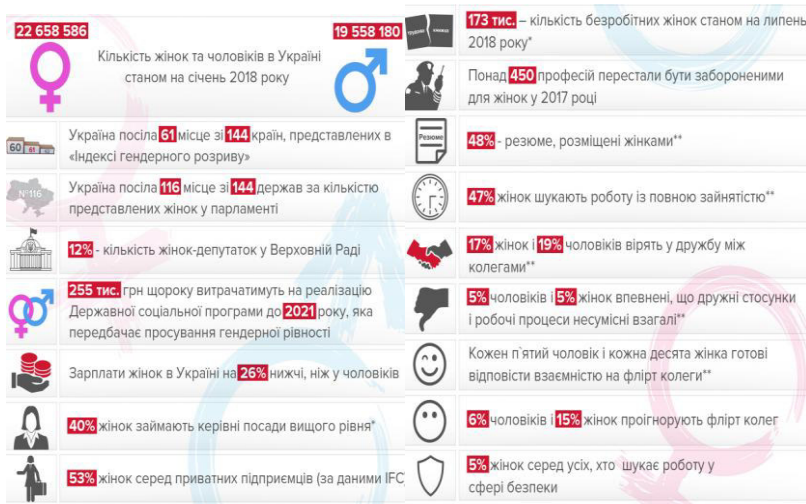 22 658 586
19 558 180
Кількість жінок та чоловіків в Україні
станом на січень 2018 року
60 61 62
Україна посіла 61 місце зі 144 країн, представлених в
«Індексі гендерного розриву»
№116
Україна посіла 116 місце зі 144 держав за кількістю
представлених жінок у парламенті
12% - кількість жінок-депутаток у Верховній Раді
255 тис. грн щороку витрачатимуть на реалізацію
Державної соціальної програми до 2021 року, яка
передбачає просування гендерної рівності
Зарплати жінок в Україні на 26% нижчі, ніж у чоловіків
40% жінок займають керівні посади вищого рівня*
53% жінок серед приватних підприємців (за даними IFC
173 тис. – кількість безробітних жінок станом на липень
2018 року*
Понад 450 професій перестали бути забороненими
для жінок у 2017 році
Резюме
48% - резюме, розміщені жінками**
47% жінок шукають роботу із повною зайнятістю**
17% жінок і 19% чоловіків вірять у дружбу між
колегами**
5% чоловіків і 5% жінок впевнені, що дружні стосунки
і робочі процеси несумісні взагалі**
Кожен п`ятий чоловік і кожна десята жінка готові
відповісти взаємністю на флірт колеги**
6% чоловіків і 15% жінок проігнорують флірт колег
5% жінок серед усіх, хто шукає роботу у
сфері безпеки